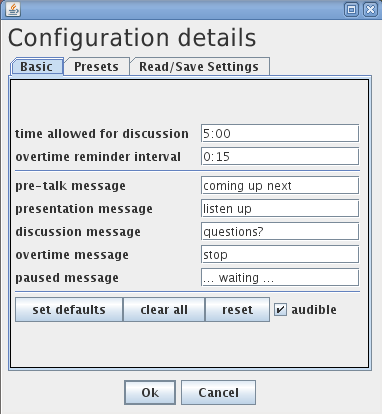 Configuration details
Basic Presets Read/Save Settings
time allowed for discussion 5:00
overtime reminder interval 0:15
pre-talk message coming up next
presentation message listen up
discussion message questions?
overtime message stop
paused message ... waiting ...
set defaults clear all reset audible
Ok Cancel